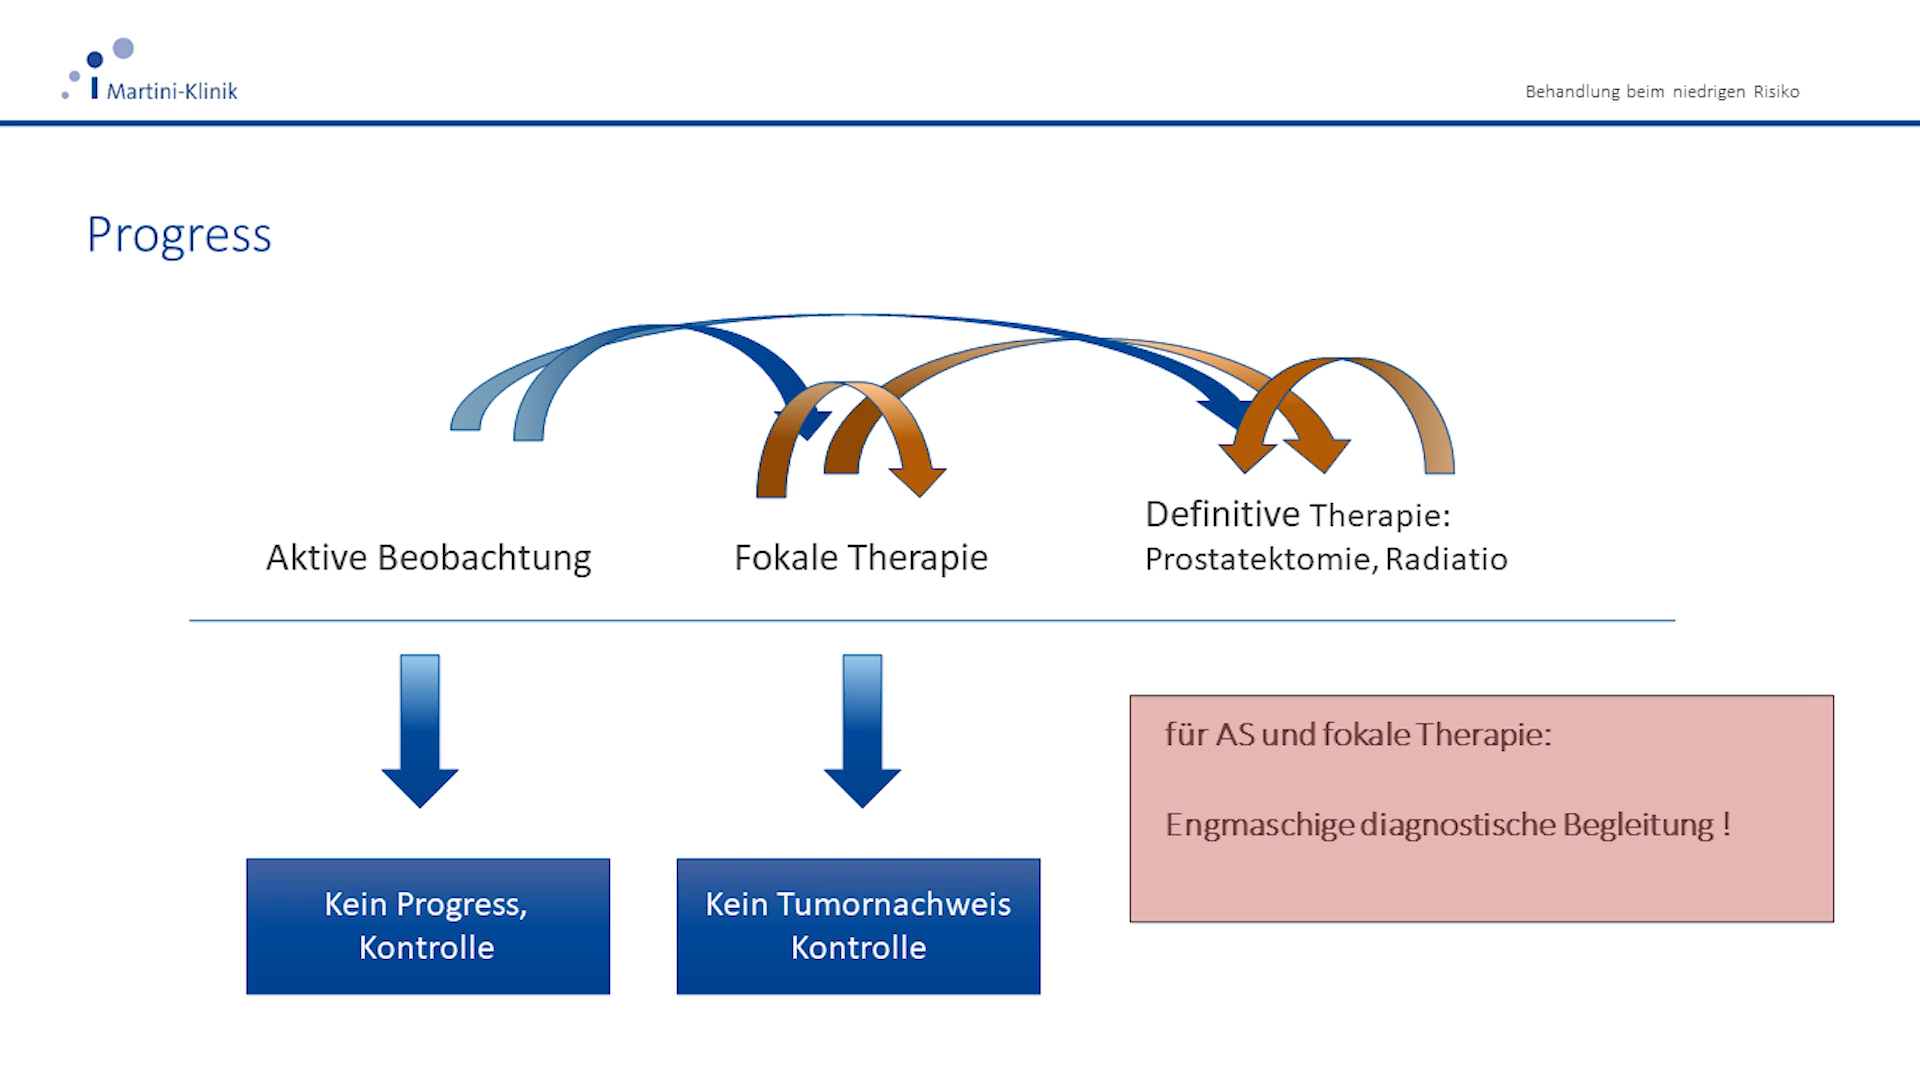 Martini-Klinik
Behandlung beim niedrigen Risiko
Progress
Aktive Beobachtung
Fokale Therapie
Definitive Therapie:
Prostatektomie, Radiatio
für AS und fokale Therapie:
Engmaschige diagnostische Begleitung !
Kein Progress,
Kontrolle
Kein Tumornachweis
Kontrolle